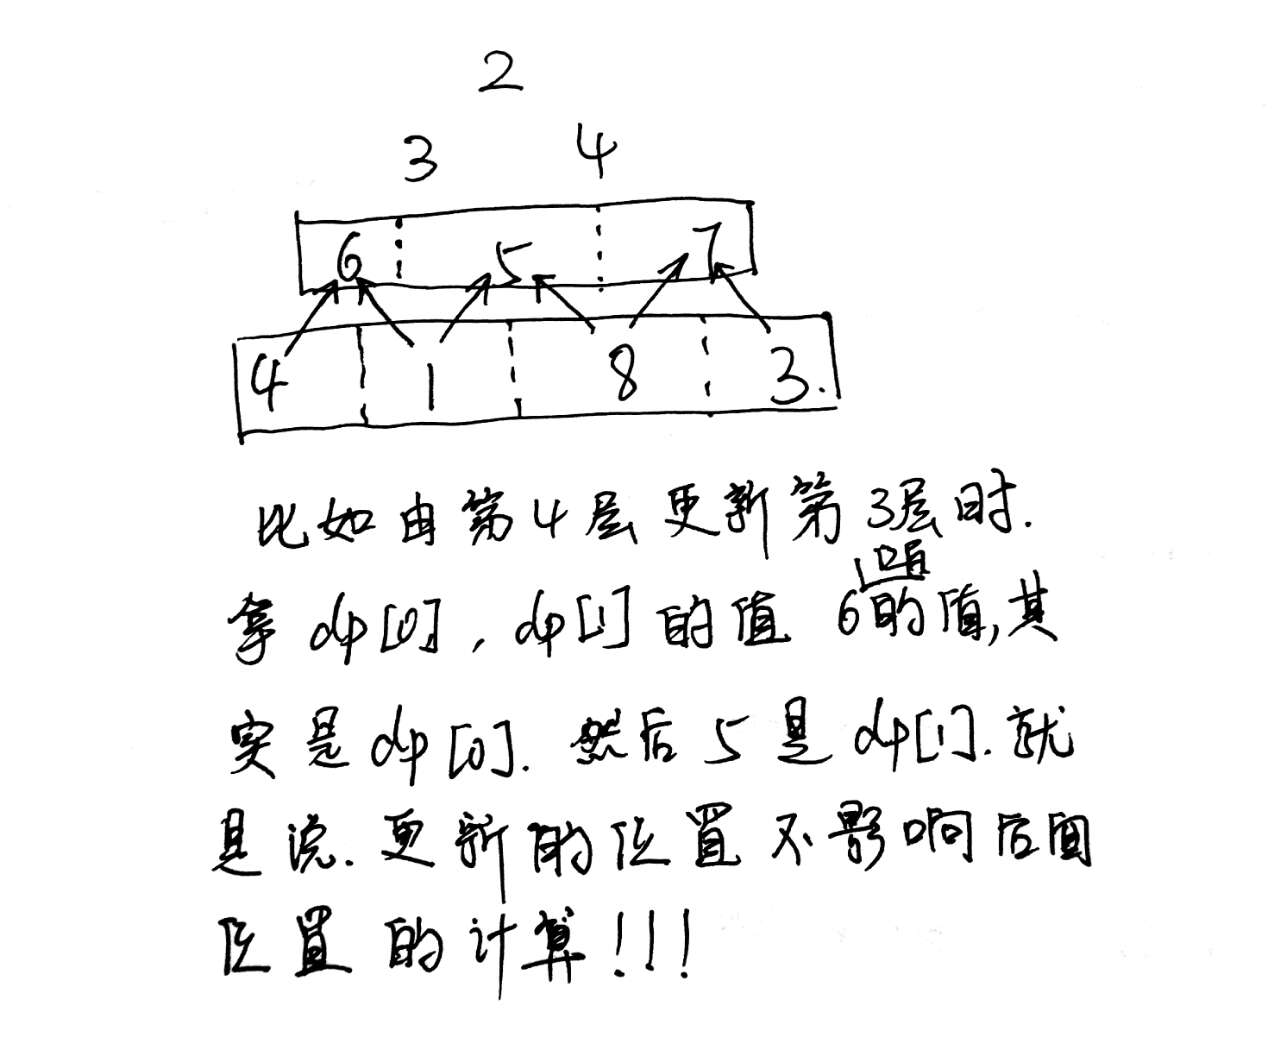 2
3 4
6 5 7
4 1 8 3.
比如由第4层更新第3层时.
拿dp[0], dp[1]的值 6的值,其
实是dp[0]. 然后5是dp[1]. 就
是说. 更新的位置不影响后面
位置的计算!!!